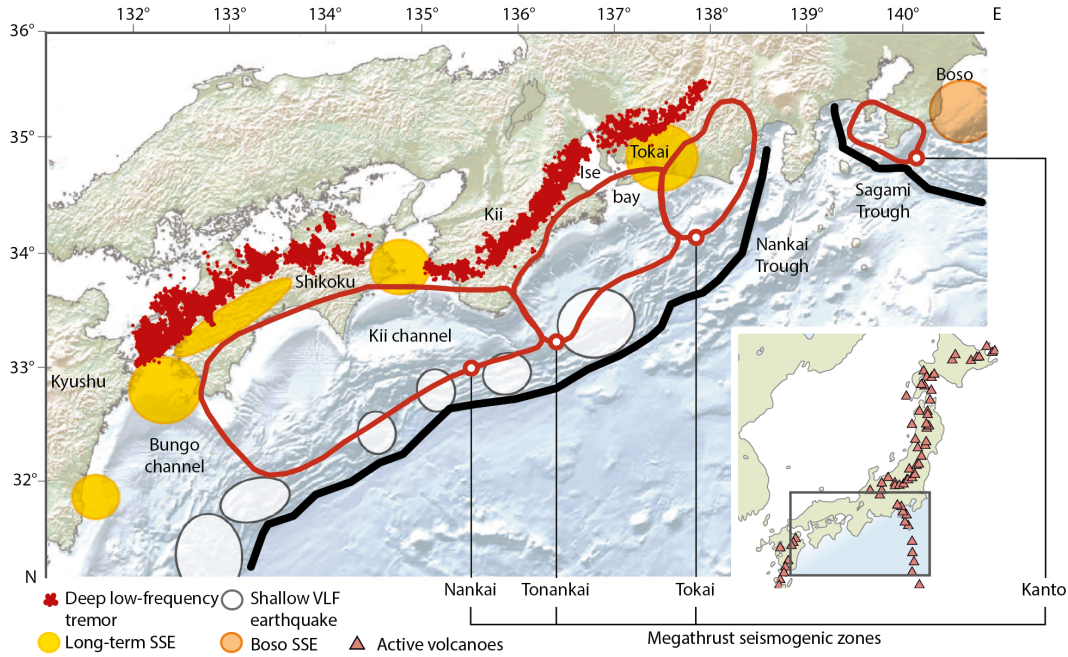 132° 133° 134° 135° 136° 137° 138° 139° 140° E
36°
Boso
35°
Tokai
Ise
bay
Kii
Sagami
Trough
34°
Nankai
Trough
Shikoku
Kii channel
33°
Kyushu
Bungo
channel
32°
N
Nankai Tonankai Tokai Kanto
Deep low-frequency
tremor
Shallow VLF
earthquake
Megathrust seismogenic zones
Long-term SSE
Boso SSE
Active volcanoes